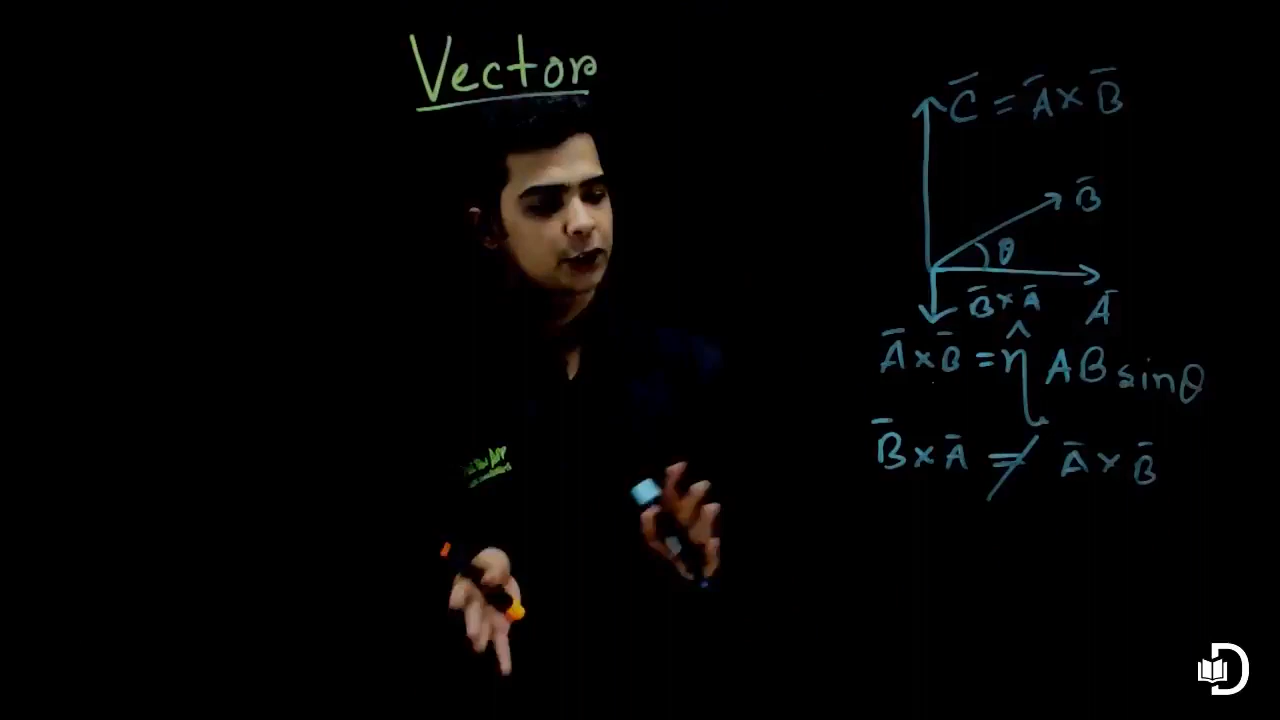 Vector
C̄ = Ā × B̄
B̄
θ
B̄ × Ā
Ā
Ā × B̄ = η̂ AB sinθ
B̄ × Ā ≠ Ā × B̄